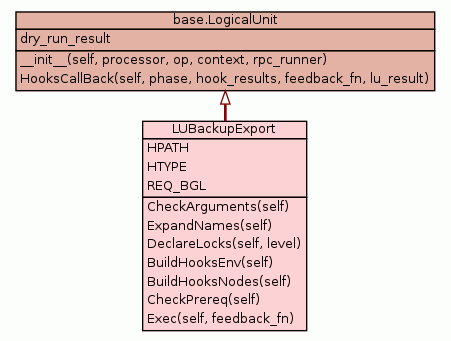 base.LogicalUnit
dry_run_result
__init__(self, processor, op, context, rpc_runner)
HooksCallBack(self, phase, hook_results, feedback_fn, lu_result)
LUBackupExport
HPATH
HTYPE
REQ_BGL
CheckArguments(self)
ExpandNames(self)
DeclareLocks(self, level)
BuildHooksEnv(self)
BuildHooksNodes(self)
CheckPrereq(self)
Exec(self, feedback_fn)